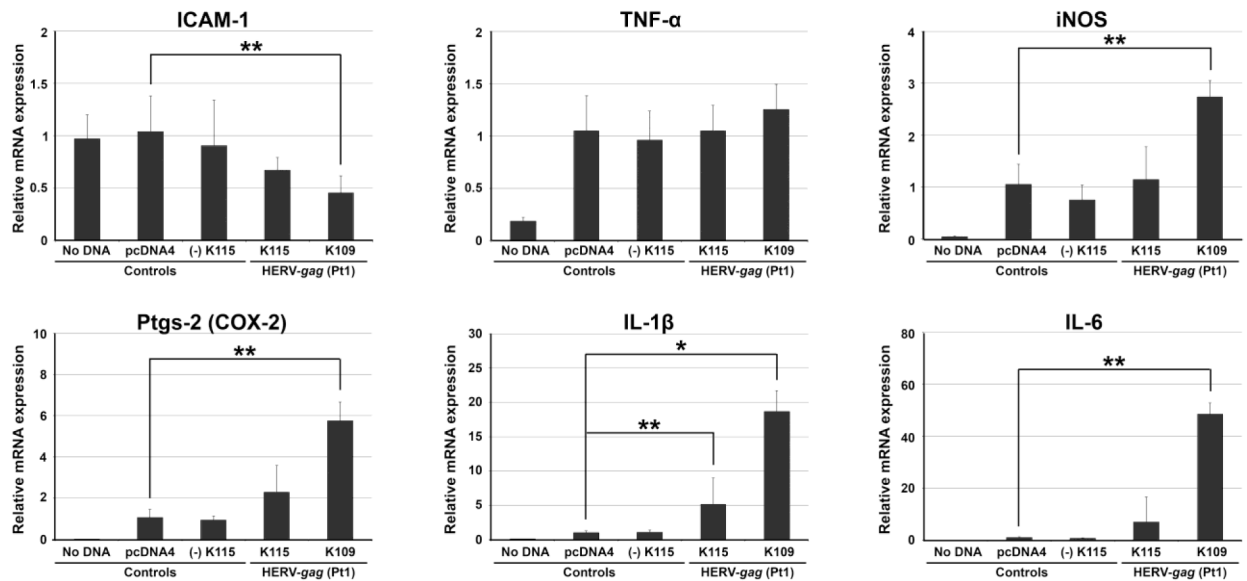 ICAM-1
Relative mRNA expression
2
1.5
1
0.5
0
**
No DNA pcDNA4 (-) K115 K115 K109
Controls HERV-gag (Pt1)
TNF-α
Relative mRNA expression
2
1.5
1
0.5
0
No DNA pcDNA4 (-) K115 K115 K109
Controls HERV-gag (Pt1)
iNOS
Relative mRNA expression
4
3
2
1
0
**
No DNA pcDNA4 (-) K115 K115 K109
Controls HERV-gag (Pt1)
Ptgs-2 (COX-2)
Relative mRNA expression
10
8
6
4
2
0
**
No DNA pcDNA4 (-) K115 K115 K109
Controls HERV-gag (Pt1)
IL-1β
Relative mRNA expression
30
25
20
15
10
5
0
*
**
No DNA pcDNA4 (-) K115 K115 K109
Controls HERV-gag (Pt1)
IL-6
Relative mRNA expression
80
60
40
20
0
**
No DNA pcDNA4 (-) K115 K115 K109
Controls HERV-gag (Pt1)